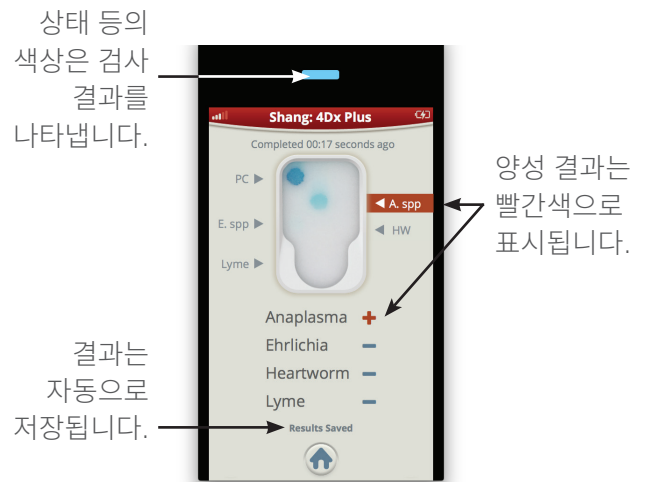 상태 등의
색상은 검사
결과를
나타냅니다.
Shang: 4Dx Plus
Completed 00:17 seconds ago
PC
E. spp
Lyme
A. spp
HW
양성 결과는
빨간색으로
표시됩니다.
Anaplasma +
Ehrlichia −
Heartworm −
Lyme −
결과는
자동으로
저장됩니다.
Results Saved